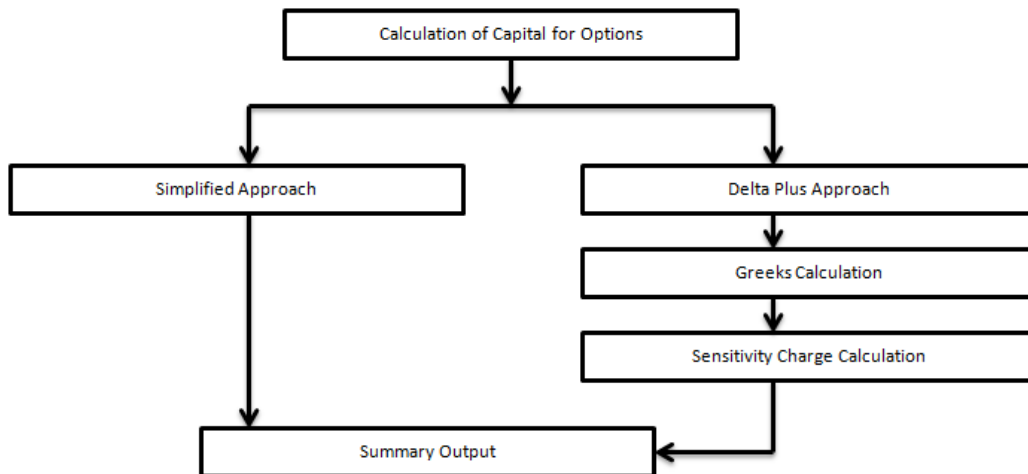 Calculation of Capital for Options
Simplified Approach
Delta Plus Approach
Greeks Calculation
Sensitivity Charge Calculation
Summary Output